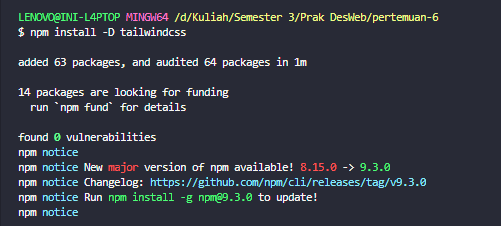 LENOVO@INI-L4PTOP MINGW64 /d/Kuliah/Semester 3/Prak DesWeb/pertemuan-6
$ npm install -D tailwindcss
added 63 packages, and audited 64 packages in 1m
14 packages are looking for funding
  run `npm fund` for details
found 0 vulnerabilities
npm notice
npm notice New major version of npm available! 8.15.0 -> 9.3.0
npm notice Changelog: https://github.com/npm/cli/releases/tag/v9.3.0
npm notice Run npm install -g npm@9.3.0 to update!
npm notice